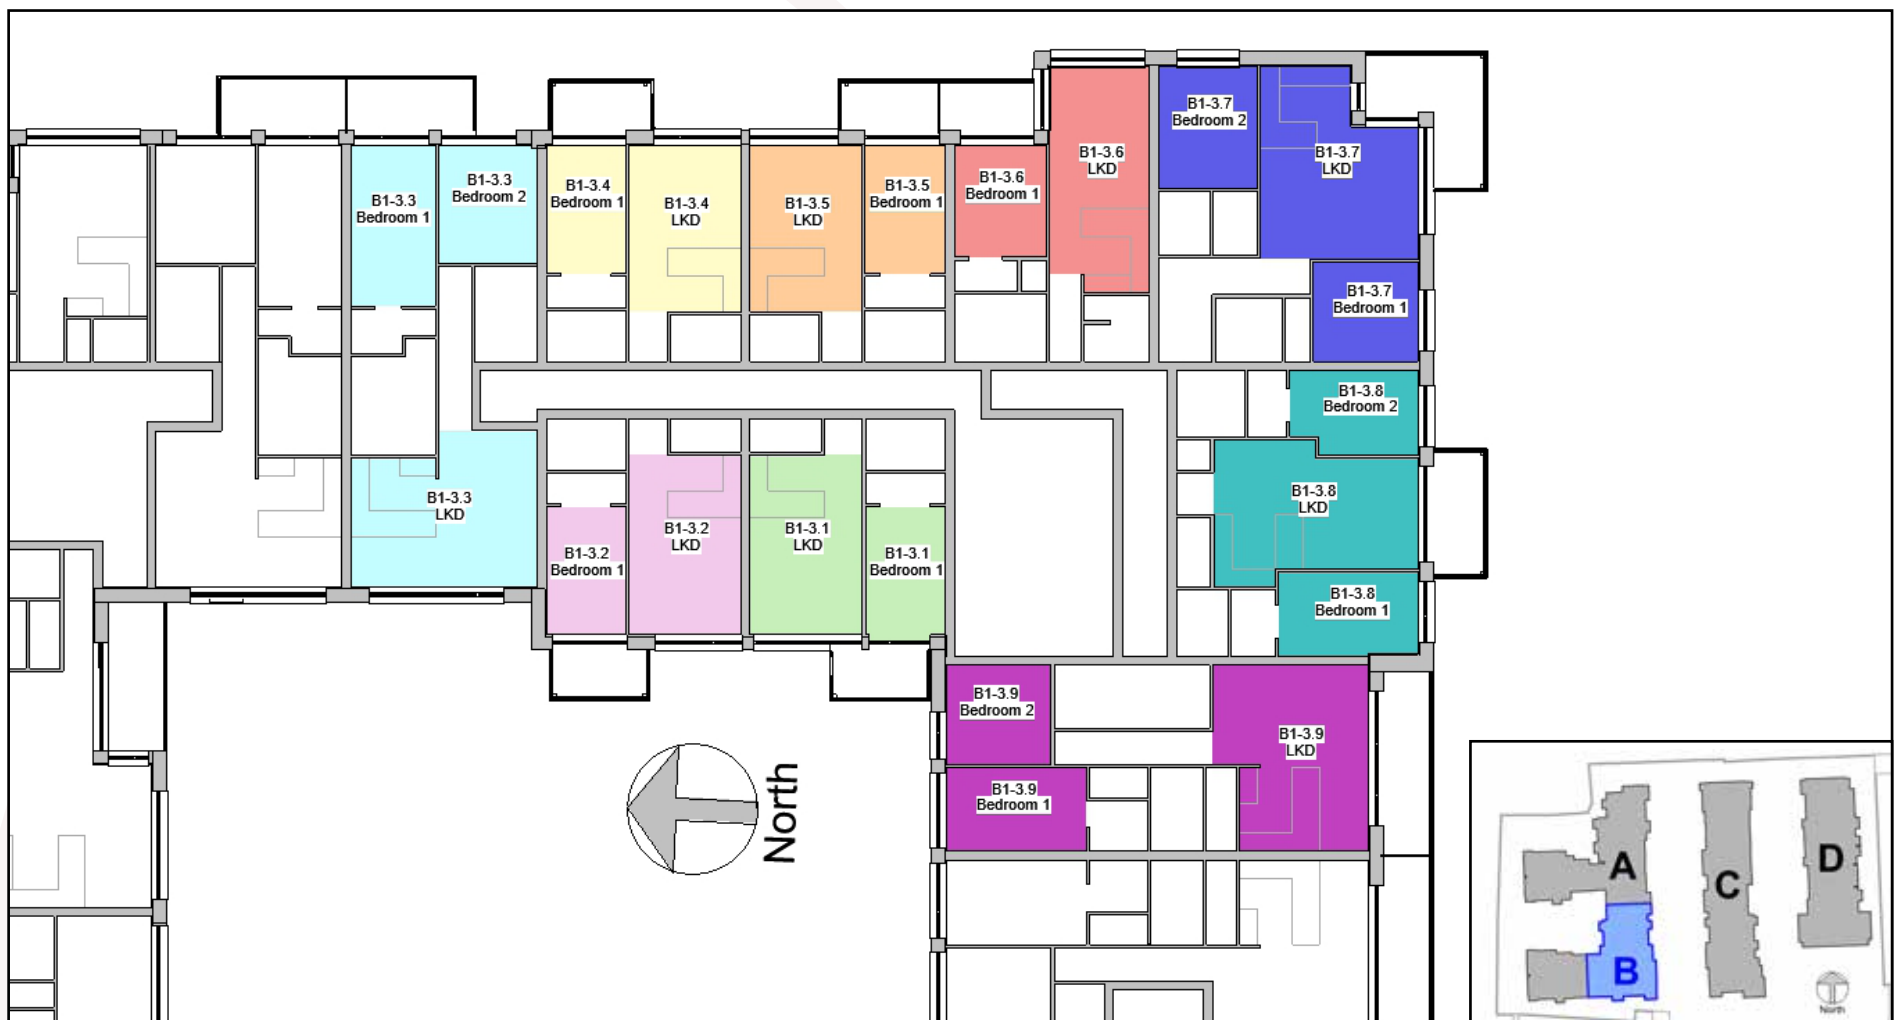 B1-3.3
Bedroom 1
B1-3.3
Bedroom 2
B1-3.4
Bedroom 1
B1-3.4
LKD
B1-3.5
LKD
B1-3.5
Bedroom 1
B1-3.6
Bedroom 1
B1-3.6
LKD
B1-3.7
Bedroom 2
B1-3.7
LKD
B1-3.7
Bedroom 1
B1-3.8
Bedroom 2
B1-3.8
LKD
B1-3.8
Bedroom 1
B1-3.3
LKD
B1-3.2
Bedroom 1
B1-3.2
LKD
B1-3.1
LKD
B1-3.1
Bedroom 1
B1-3.9
Bedroom 2
B1-3.9
LKD
B1-3.9
Bedroom 1
North
A
B
C
D
North